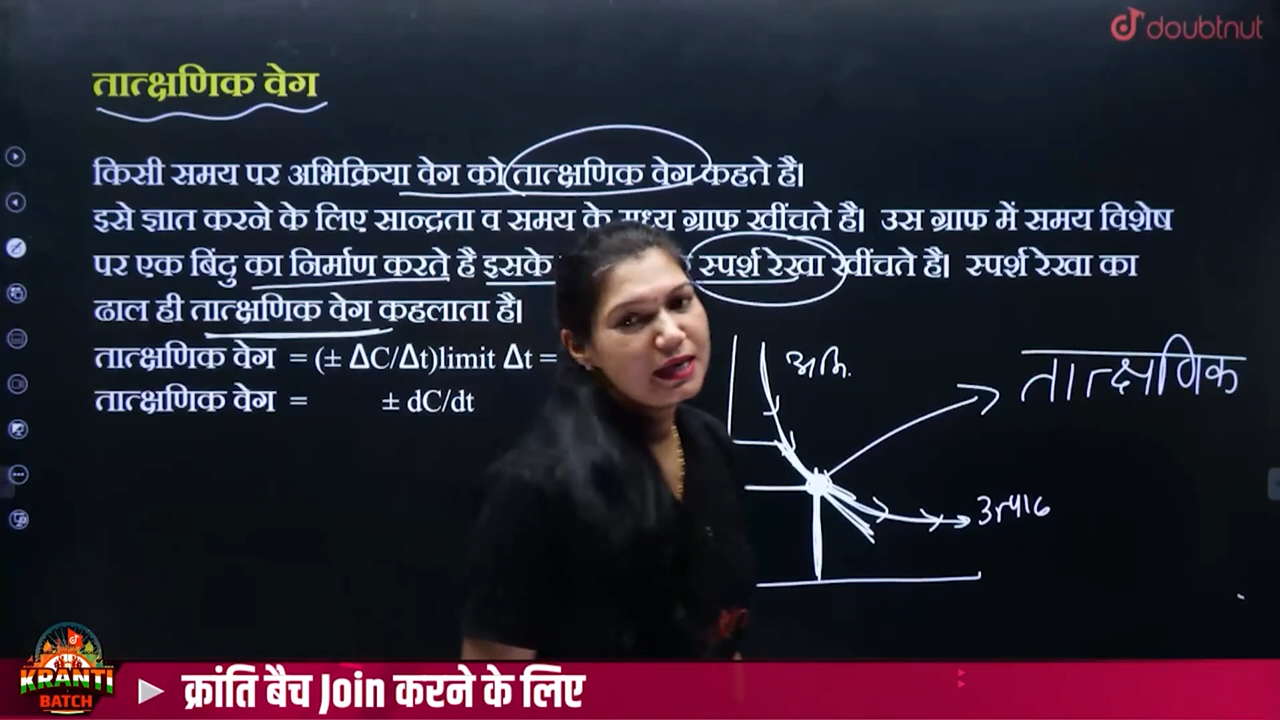 doubtnut
तात्क्षणिक वेग
किसी समय पर अभिक्रिया वेग को तात्क्षणिक वेग कहते है।
इसे ज्ञात करने के लिए सान्द्रता व समय के मध्य ग्राफ खींचते है। उस ग्राफ में समय विशेष
पर एक बिंदु का निर्माण करते है इसके स्पर्श रेखा खींचते है। स्पर्श रेखा का
ढाल ही तात्क्षणिक वेग कहलाता है।
तात्क्षणिक वेग = (± ΔC/Δt)limit Δt =
तात्क्षणिक वेग = ± dC/dt
अभि.
तात्क्षणिक
KRANTI
BATCH
क्रांति बैच Join करने के लिए